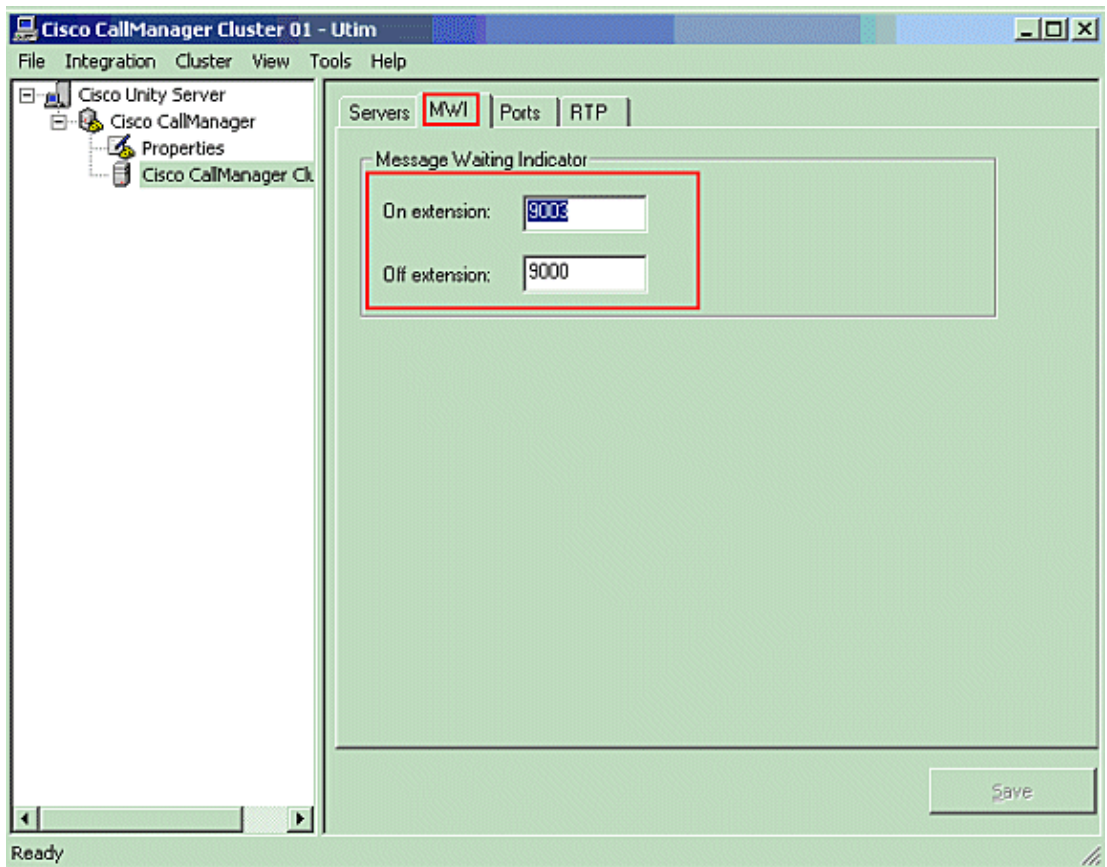 Cisco CallManager Cluster 01 - Utim
File Integration Cluster View Tools Help
Cisco Unity Server
Cisco CallManager
Properties
Cisco CallManager Clu
Servers MWI Ports RTP
Message Waiting Indicator
On extension: 9003
Off extension: 9000
Save
Ready